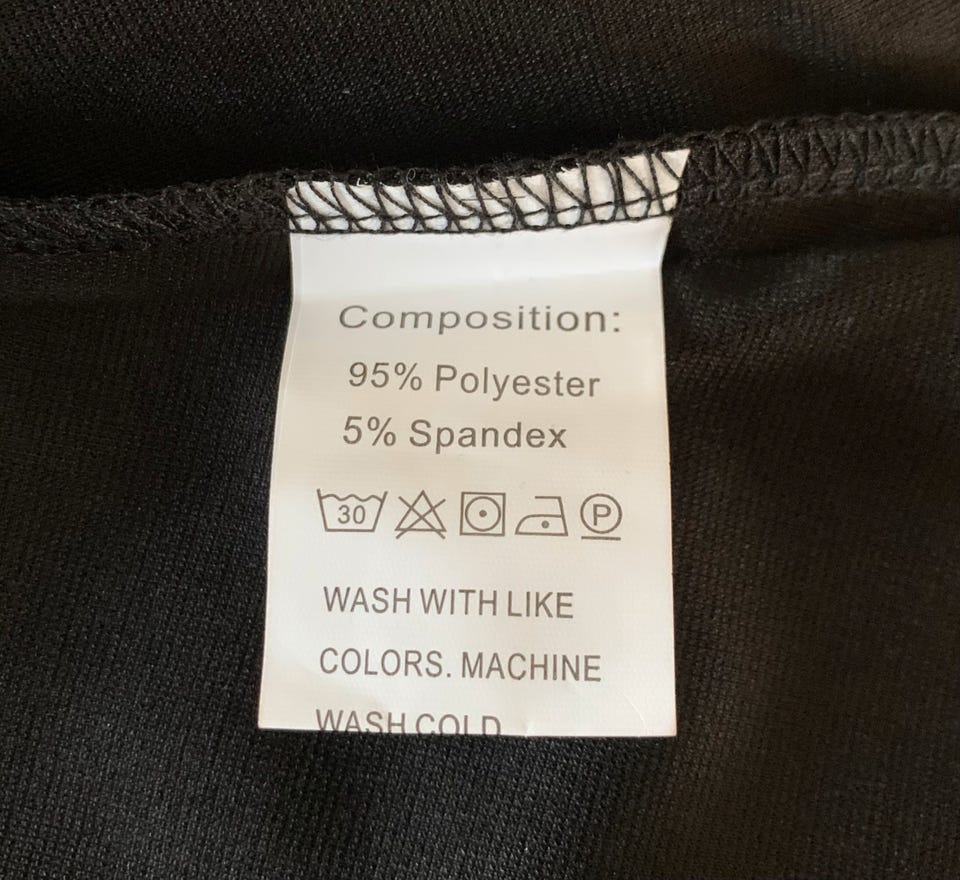 Composition:
95% Polyester
5% Spandex
30 P
WASH WITH LIKE
COLORS. MACHINE
WASH COLD